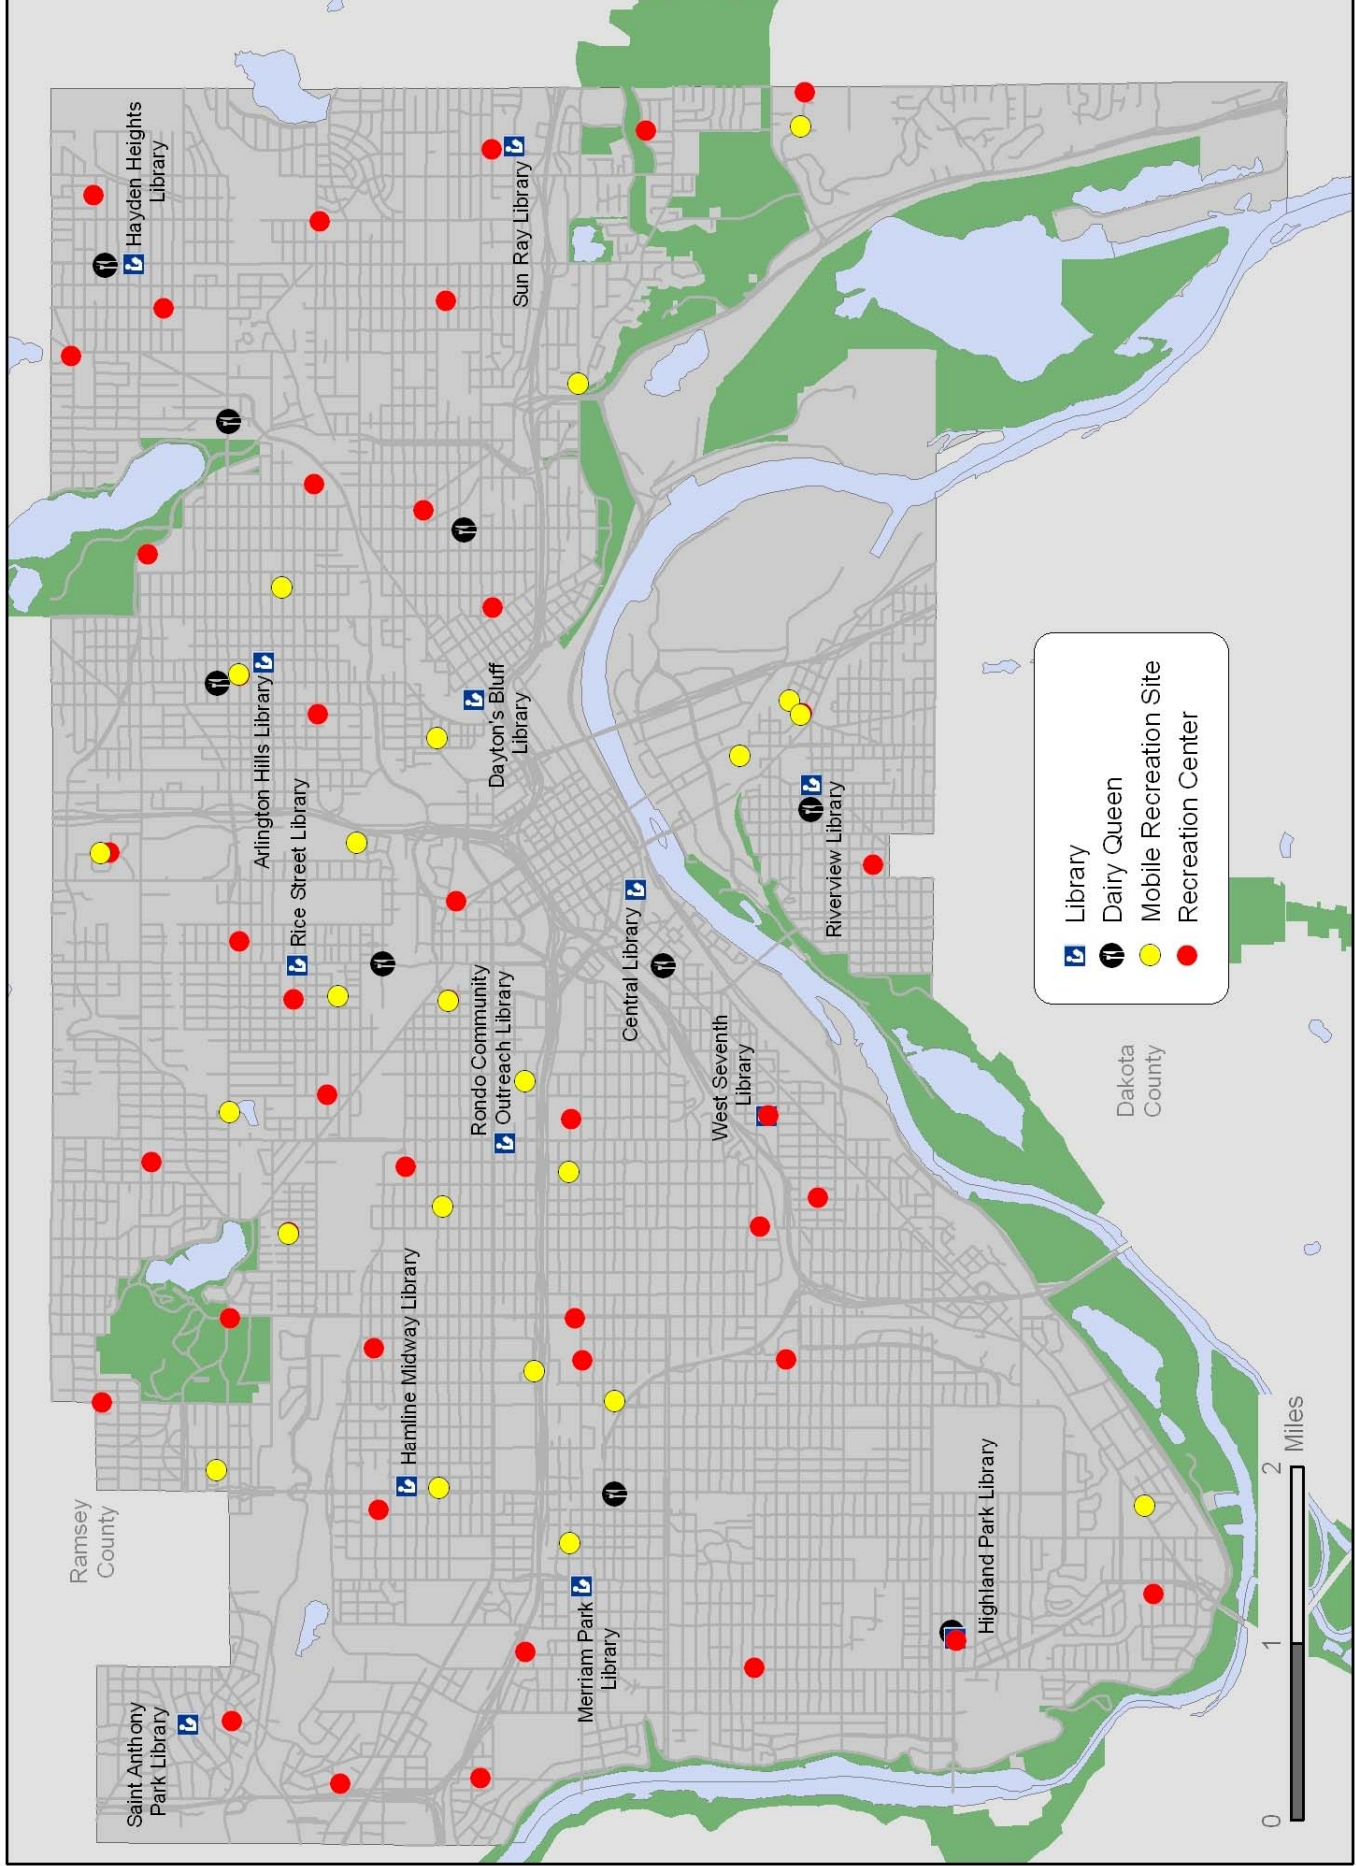 Ramsey
County
Saint Anthony
Park Library
Hamline Midway Library
Merriam Park
Library
Highland Park Library
Rondo Community
Outreach Library
West Seventh
Library
Central Library
Rice Street Library
Arlington Hills Library
Dayton's Bluff
Library
Riverview Library
Hayden Heights
Library
Sun Ray Library
Dakota
County
Library
Dairy Queen
Mobile Recreation Site
Recreation Center
0 1 2
Miles